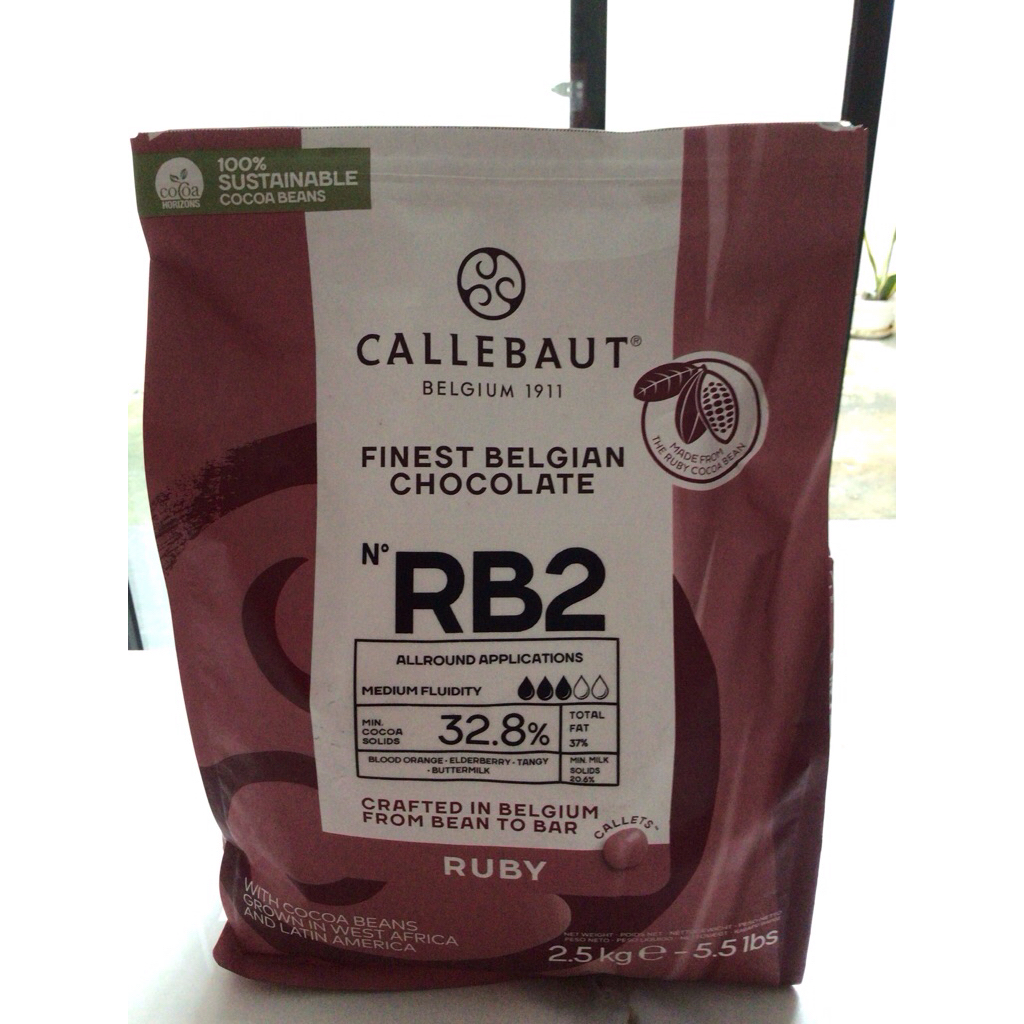 100%
SUSTAINABLE
COCOA BEANS
cocoa
HORIZONS
CALLEBAUT®
BELGIUM 1911
MADE FROM
THE RUBY COCOA BEAN
FINEST BELGIAN
CHOCOLATE
N° RB2
ALLROUND APPLICATIONS
MEDIUM FLUIDITY
MIN.
COCOA
SOLIDS
32.8%
TOTAL
FAT
37%
BLOOD ORANGE - ELDERBERRY - TANGY
- BUTTERMILK
MIN. MILK
SOLIDS
20.6%
CRAFTED IN BELGIUM
FROM BEAN TO BAR
CALLETS™
RUBY
WITH COCOA BEANS
GROWN IN WEST AFRICA
AND LATIN AMERICA
2.5 kg e - 5.5 lbs